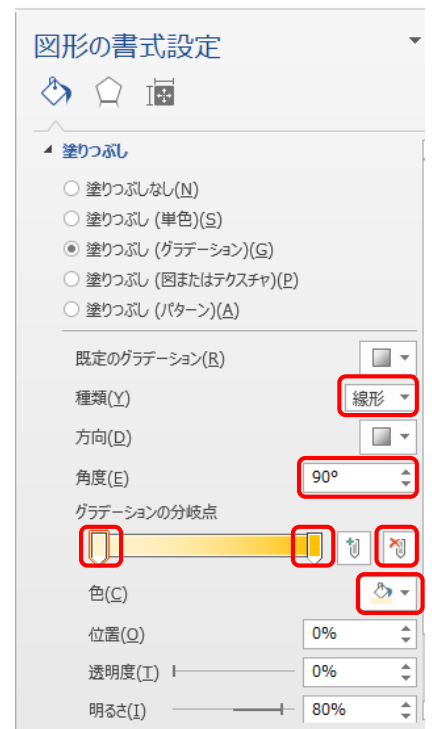 図形の書式設定
塗りつぶし
塗りつぶしなし(N)
塗りつぶし (単色)(S)
塗りつぶし (グラデーション)(G)
塗りつぶし (図またはテクスチャ)(P)
塗りつぶし (パターン)(A)
既定のグラデーション(R)
種類(Y) 線形
方向(D)
角度(E) 90°
グラデーションの分岐点
色(C)
位置(O) 0%
透明度(T) 0%
明るさ(I) 80%